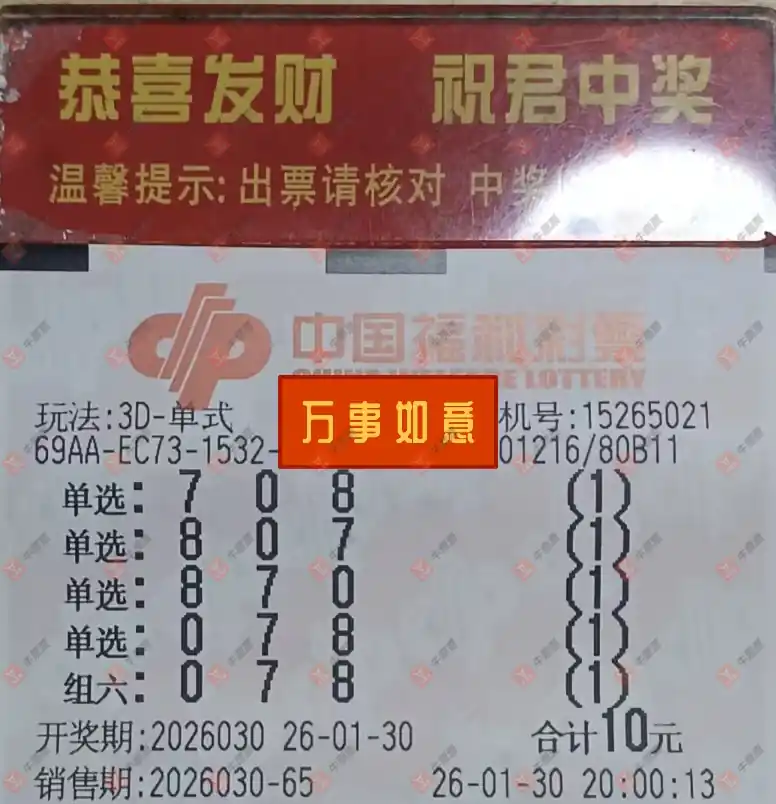 恭喜发财 祝君中奖
温馨提示:出票请核对 中奖
中国福利彩票
CHINA WELFARE LOTTERY
万事如意
玩法:3D-单式 机号:15265021
69AA-EC73-1532- 01216/80B11
单选: 7 0 8 (1)
单选: 8 0 7 (1)
单选: 8 7 0 (1)
单选: 0 7 8 (1)
组六: 0 7 8 (1)
开奖期:2026030 26-01-30 合计10元
销售期:2026030-65 26-01-30 20:00:13